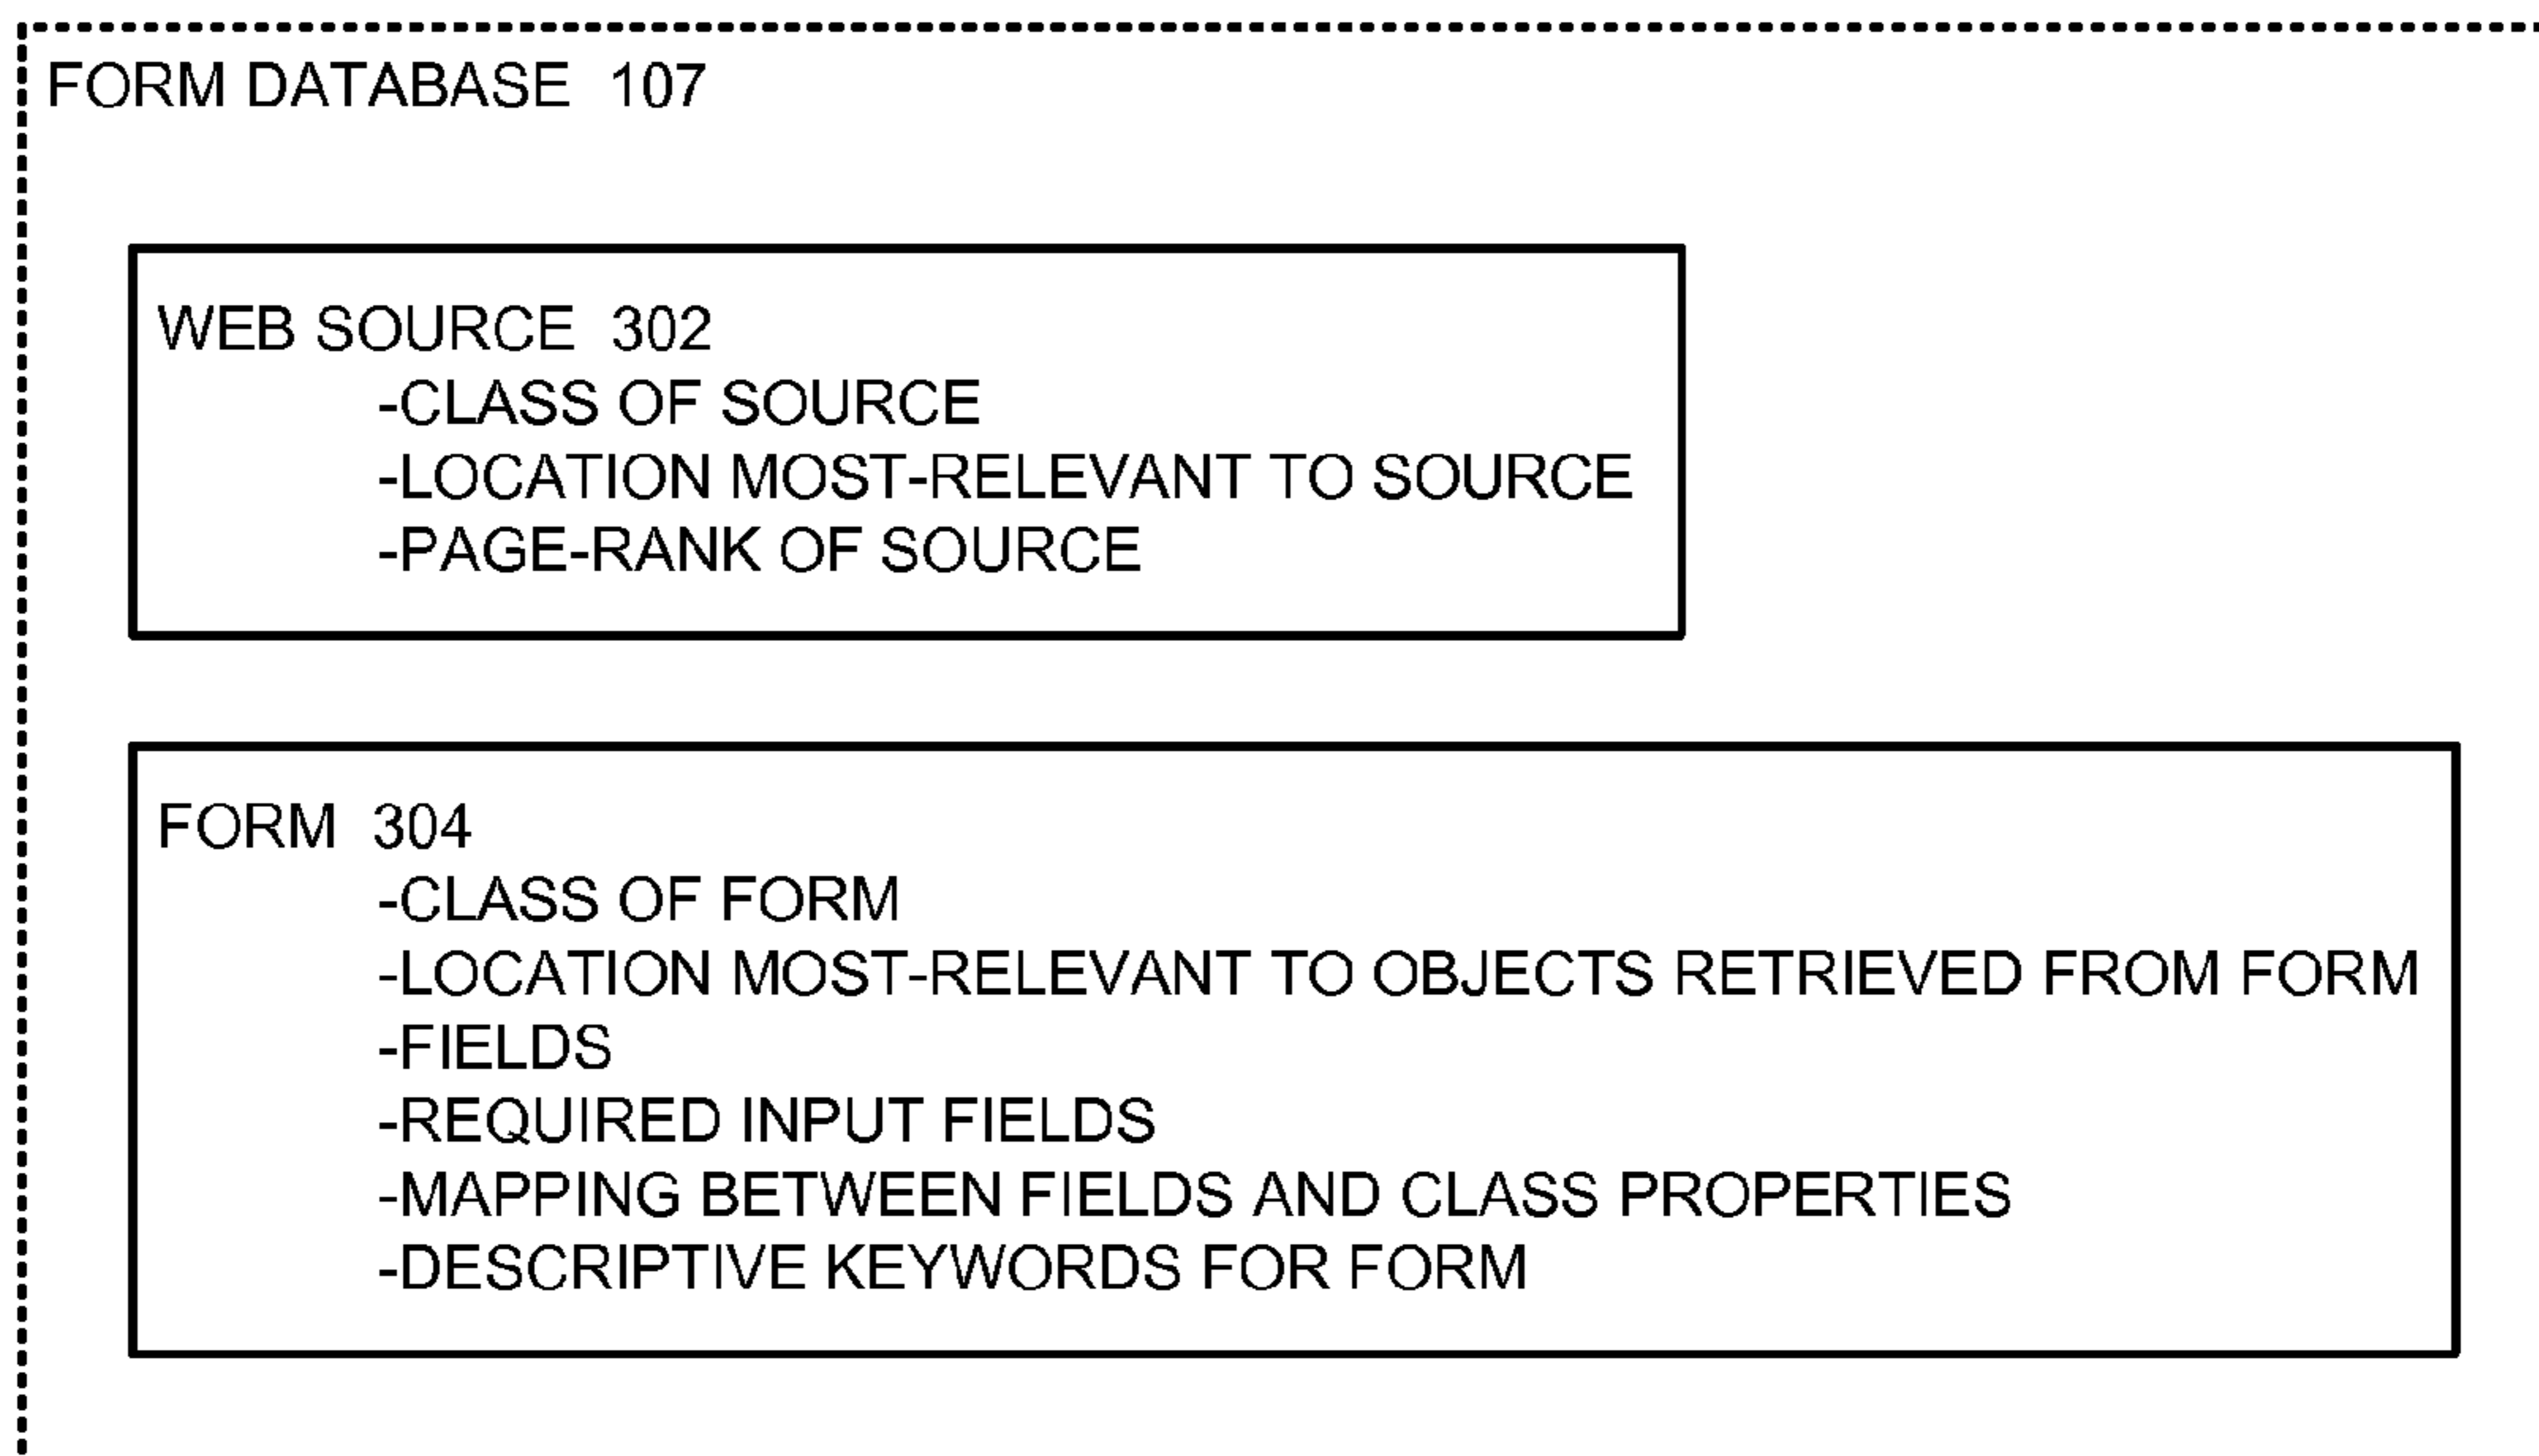 FORM DATABASE 107
WEB SOURCE 302
-CLASS OF SOURCE
-LOCATION MOST-RELEVANT TO SOURCE
-PAGE-RANK OF SOURCE
FORM 304
-CLASS OF FORM
-LOCATION MOST-RELEVANT TO OBJECTS RETRIEVED FROM FORM
-FIELDS
-REQUIRED INPUT FIELDS
-MAPPING BETWEEN FIELDS AND CLASS PROPERTIES
-DESCRIPTIVE KEYWORDS FOR FORM